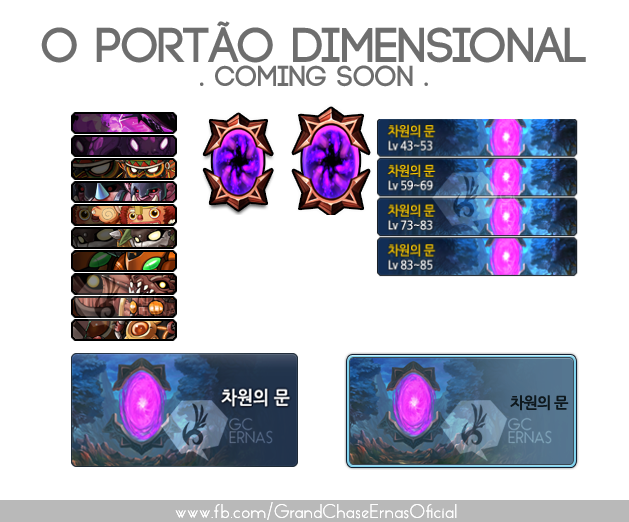 O PORTÃO DIMENSIONAL
. COMING SOON .
차원의 문
Lv 43~53
차원의 문
Lv 59~69
차원의 문
Lv 73~83
차원의 문
Lv 83~85
차원의 문
GC
ERNAS
차원의 문
GC
ERNAS
www.fb.com/GrandChaseErnasOficial